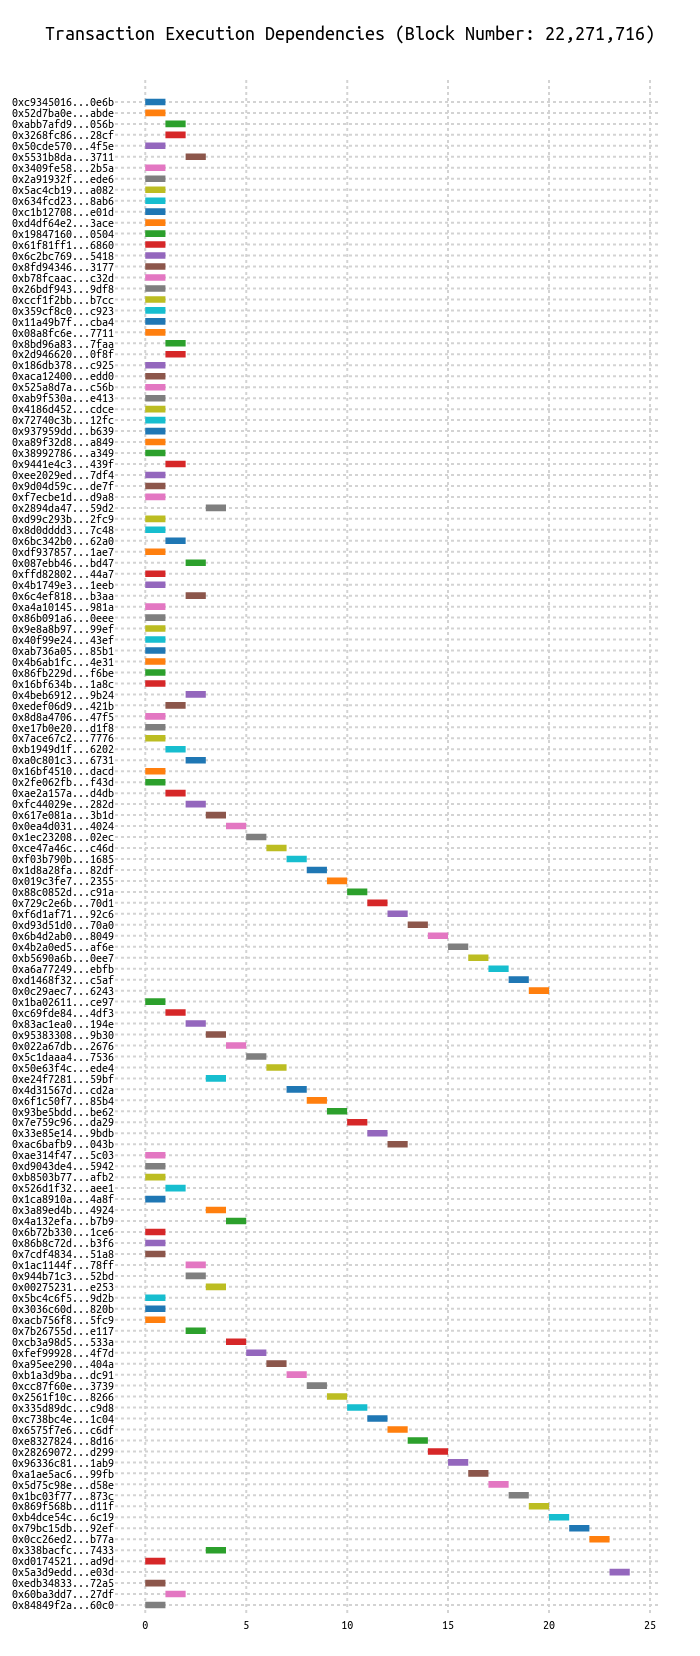 Transaction Execution Dependencies (Block Number: 22,271,716)
0xc9345016...0e6b
0x52d7ba0e...abde
0xabb7afd9...056b
0x3268fc86...28cf
0x50cde570...4f5e
0x5531b8da...3711
0x3409fe58...2b5a
0x2a91932f...ede6
0x5ac4cb19...a082
0x634fcd23...8ab6
0xc1b12708...e01d
0xd4df64e2...3ace
0x19847160...0504
0x61f81ff1...6860
0x6c2bc769...5418
0x8fd94346...3177
0xb78fcaac...c32d
0x26bdf943...9df8
0xccf1f2bb...b7cc
0x359cf8c0...c923
0x11a49b7f...cba4
0x08a8fc6e...7711
0x8bd96a83...7faa
0x2d946620...0f8f
0x186db378...c925
0xaca12400...edd0
0x525a8d7a...c56b
0xab9f530a...e413
0x4186d452...cdce
0x72740c3b...12fc
0x937959dd...b639
0xa89f32d8...a849
0x38992786...a349
0x9441e4c3...439f
0xee2029ed...7df4
0x9d04d59c...de7f
0xf7ecbe1d...d9a8
0x2894da47...59d2
0xd99c293b...2fc9
0x8d0dddd3...7c48
0x6bc342b0...62a0
0xdf937857...1ae7
0x087ebb46...bd47
0xffd82802...44a7
0x4b1749e3...1eeb
0x6c4ef818...b3aa
0xa4a10145...981a
0x86b091a6...0eee
0x9e8a8b97...99ef
0x40f99e24...43ef
0xab736a05...85b1
0x4b6ab1fc...4e31
0x86fb229d...f6be
0x16bf634b...1a8c
0x4beb6912...9b24
0xedef06d9...421b
0x8d8a4706...47f5
0xe17b0e20...d1f8
0x7ace67c2...7776
0xb1949d1f...6202
0xa0c801c3...6731
0x16bf4510...dacd
0x2fe062fb...f43d
0xae2a157a...d4db
0xfc44029e...282d
0x617e081a...3b1d
0x0ea4d031...4024
0x1ec23208...02ec
0xce47a46c...c46d
0xf03b790b...1685
0x1d8a28fa...82df
0x019c3fe7...2355
0x88c0852d...c91a
0x729c2e6b...70d1
0xf6d1af71...92c6
0xd93d51d0...70a0
0x6b4d2ab0...8049
0x4b2a0ed5...af6e
0xb5690a6b...0ee7
0xa6a77249...ebfb
0xd1468f32...c5af
0x0c29aec7...6243
0x1ba02611...ce97
0xc69fde84...4df3
0x83ac1ea0...194e
0x95383308...9b30
0x022a67db...2676
0x5c1daaa4...7536
0x50e63f4c...ede4
0xe24f7281...59bf
0x4d31567d...cd2a
0x6f1c50f7...85b4
0x93be5bdd...be62
0x7e759c96...da29
0x33e85e14...9bdb
0xac6bafb9...043b
0xae314f47...5c03
0xd9043de4...5942
0xb8503b77...afb2
0x526d1f32...aee1
0x1ca8910a...4a8f
0x3a89ed4b...4924
0x4a132efa...b7b9
0x6b72b330...1ce6
0x86b8c72d...b3f6
0x7cdf4834...51a8
0x1ac1144f...78ff
0x944b71c3...52bd
0x00275231...e253
0x5bc4c6f5...9d2b
0x3036c60d...820b
0xacb756f8...5fc9
0x7b26755d...e117
0xcb3a98d5...533a
0xfef99928...4f7d
0xa95ee290...404a
0xb1a3d9ba...dc91
0xcc87f60e...3739
0x2561f10c...8266
0x335d89dc...c9d8
0xc738bc4e...1c04
0x6575f7e6...c6df
0xe8327824...8d16
0x28269072...d299
0x96336c81...1ab9
0xa1ae5ac6...99fb
0x5d75c98e...d58e
0x1bc03f77...873c
0x869f568b...d11f
0xb4dce54c...6c19
0x79bc15db...92ef
0x0cc26ed2...b77a
0x338bacfc...7433
0xd0174521...ad9d
0x5a3d9edd...e03d
0xedb34833...72a5
0x60ba3dd7...27df
0x84849f2a...60c0
0 5 10 15 20 25